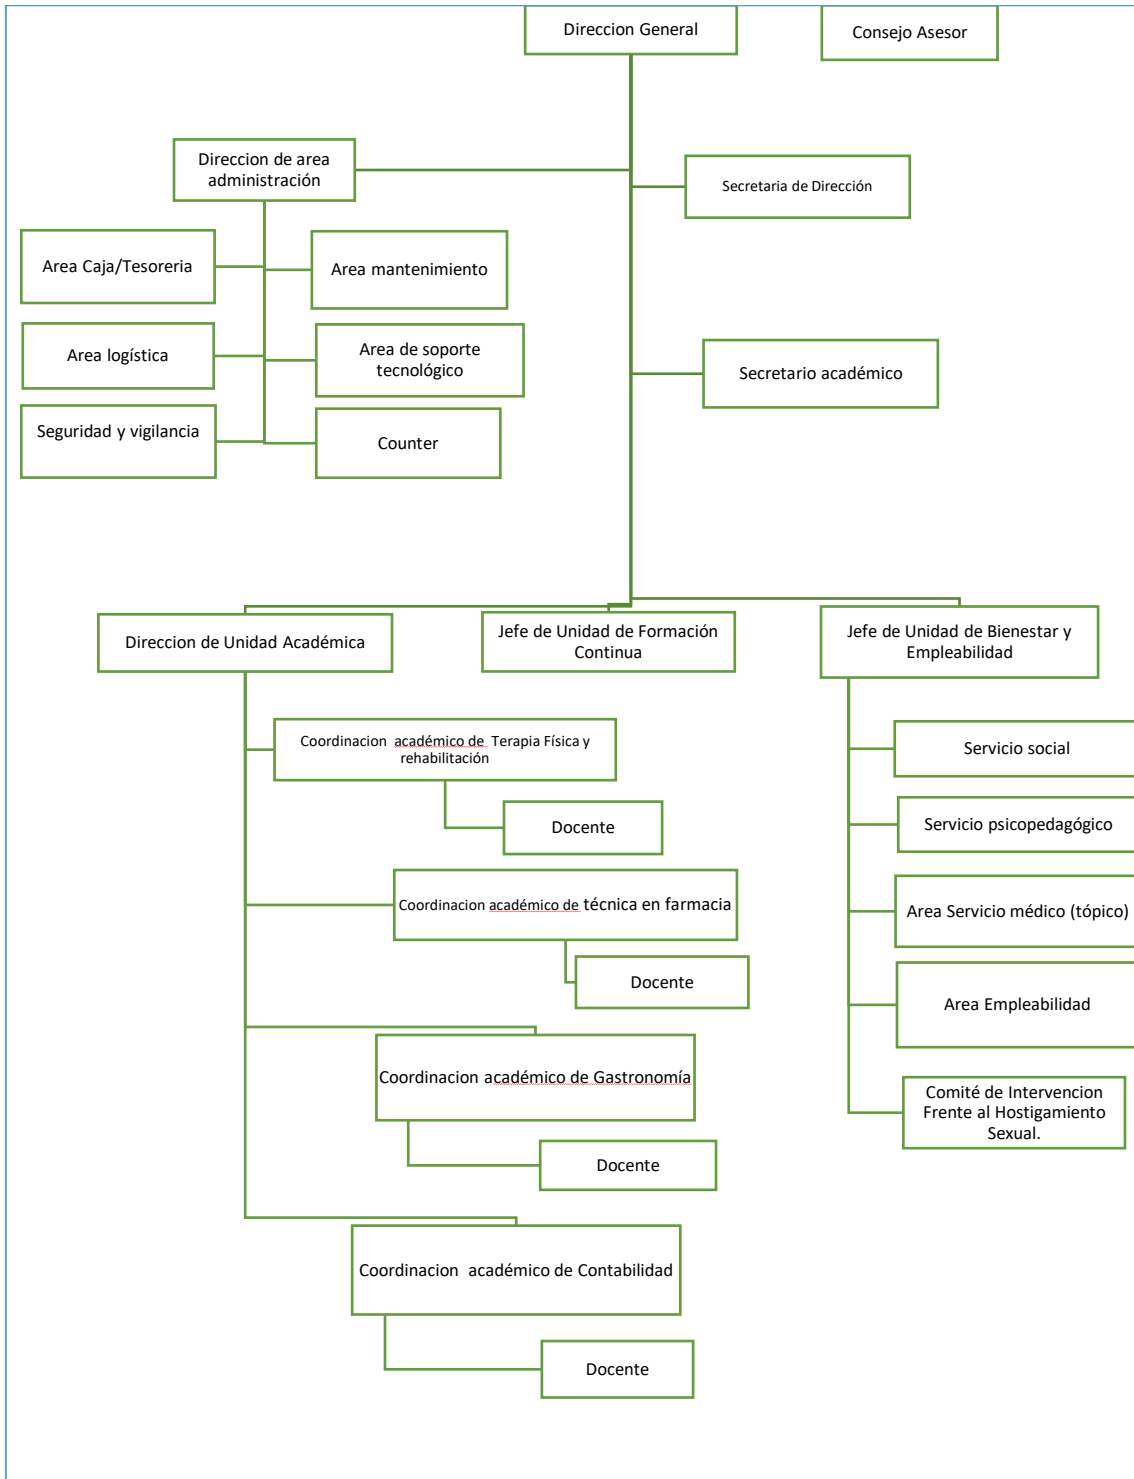 Direccion General
Consejo Asesor
Direccion de area
administración
Secretaria de Dirección
Area Caja/Tesoreria
Area mantenimiento
Area logística
Area de soporte
tecnológico
Secretario académico
Seguridad y vigilancia
Counter
Direccion de Unidad Académica
Jefe de Unidad de Formación
Continua
Jefe de Unidad de Bienestar y
Empleabilidad
Coordinacion académico de Terapia Física y
rehabilitación
Docente
Coordinacion académico de técnica en farmacia
Docente
Coordinacion académico de Gastronomía
Docente
Coordinacion académico de Contabilidad
Docente
Servicio social
Servicio psicopedagógico
Area Servicio médico (tópico)
Area Empleabilidad
Comité de Intervencion
Frente al Hostigamiento
Sexual.